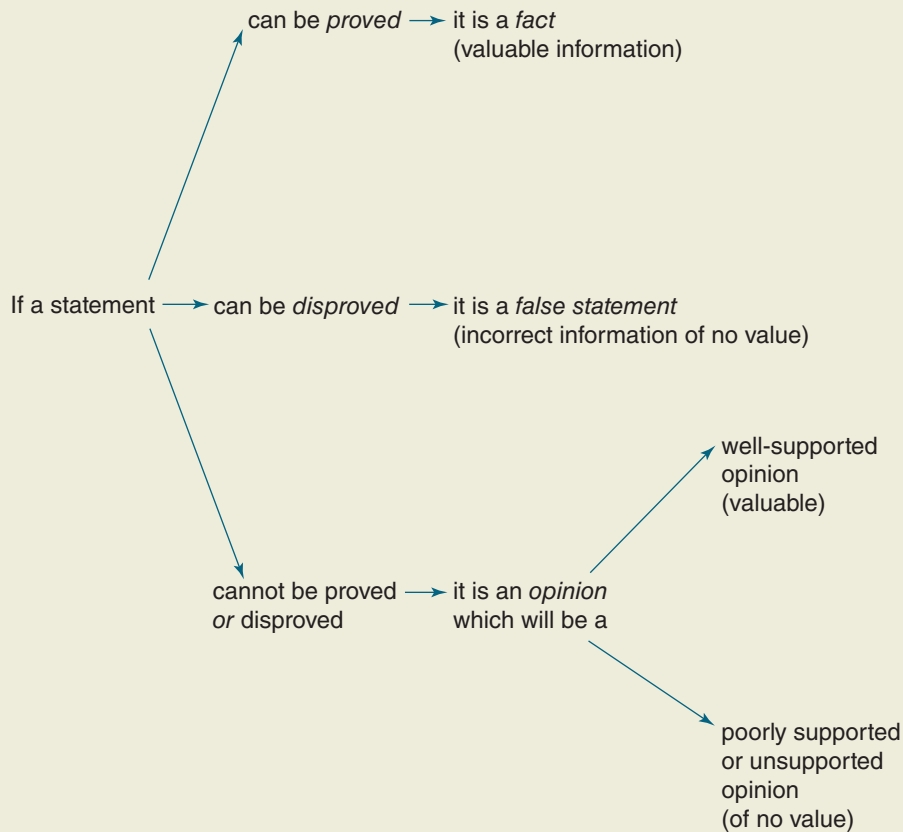 can be proved it is a fact
(valuable information)
If a statement can be disproved it is a false statement
(incorrect information of no value)
well-supported
opinion
(valuable)
cannot be proved it is an opinion
or disproved which will be a
poorly supported
or unsupported
opinion
(of no value)